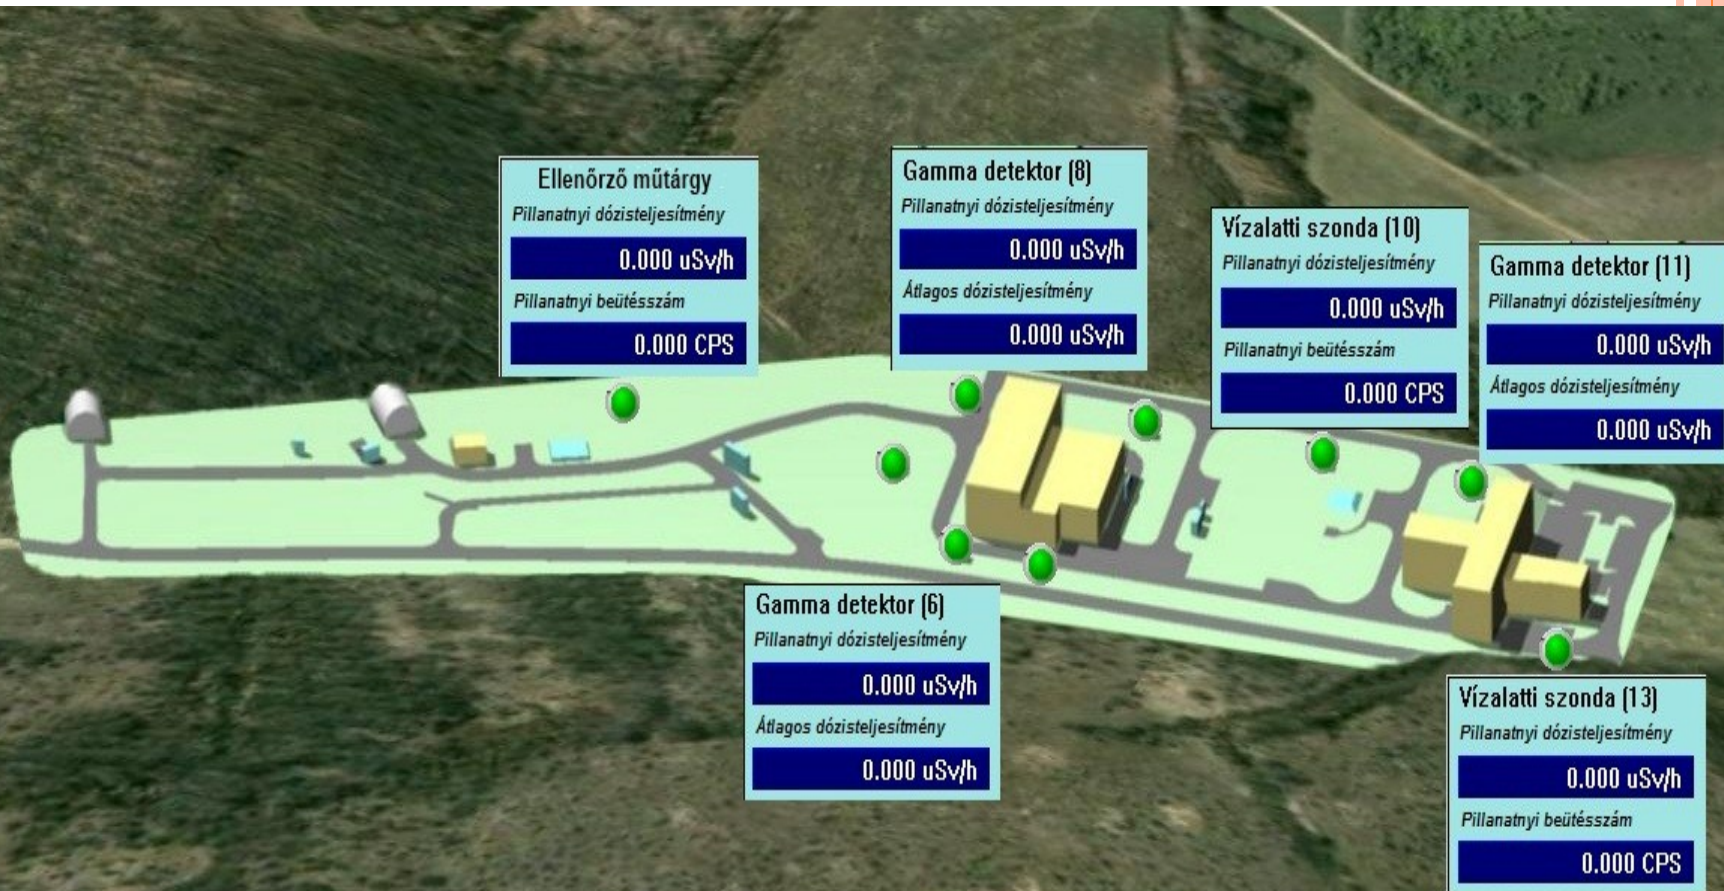 Ellenőrző műtárgy
Pillanatnyi dózisteljesítmény
0.000 uSv/h
Pillanatnyi beütésszám
0.000 CPS
Gamma detektor (8)
Pillanatnyi dózisteljesítmény
0.000 uSv/h
Átlagos dózisteljesítmény
0.000 uSv/h
Vízalatti szonda (10)
Pillanatnyi dózisteljesítmény
0.000 uSv/h
Pillanatnyi beütésszám
0.000 CPS
Gamma detektor (11)
Pillanatnyi dózisteljesítmény
0.000 uSv/h
Átlagos dózisteljesítmény
0.000 uSv/h
Gamma detektor (6)
Pillanatnyi dózisteljesítmény
0.000 uSv/h
Átlagos dózisteljesítmény
0.000 uSv/h
Vízalatti szonda (13)
Pillanatnyi dózisteljesítmény
0.000 uSv/h
Pillanatnyi beütésszám
0.000 CPS